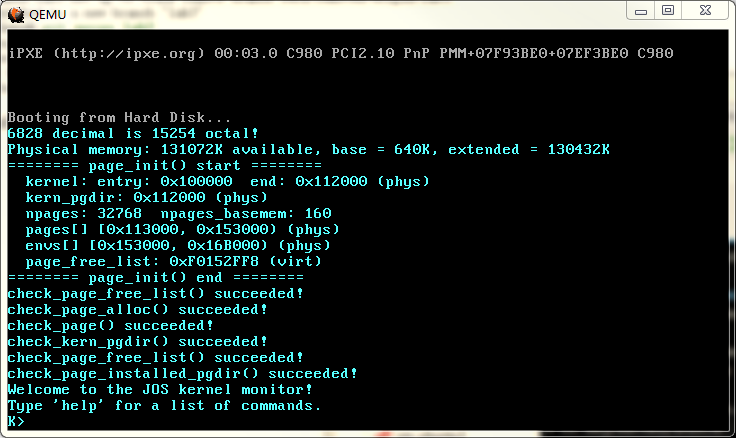 QEMU
iPXE (http://ipxe.org) 00:03.0 C980 PCI2.10 PnP PMM+07F93BE0+07EF3BE0 C980
Booting from Hard Disk...
6828 decimal is 15254 octal!
Physical memory: 131072K available, base = 640K, extended = 130432K
======== page_init() start ========
kernel: entry: 0x100000 end: 0x112000 (phys)
kern_pgdir: 0x112000 (phys)
npages: 32768 npages_basemem: 160
pages[] [0x113000, 0x153000) (phys)
envs[] [0x153000, 0x16B000) (phys)
page_free_list: 0xF0152FF8 (virt)
======== page_init() end ========
check_page_free_list() succeeded!
check_page_alloc() succeeded!
check_page() succeeded!
check_kern_pgdir() succeeded!
check_page_free_list() succeeded!
check_page_installed_pgdir() succeeded!
Welcome to the JOS kernel monitor!
Type 'help' for a list of commands.
K>